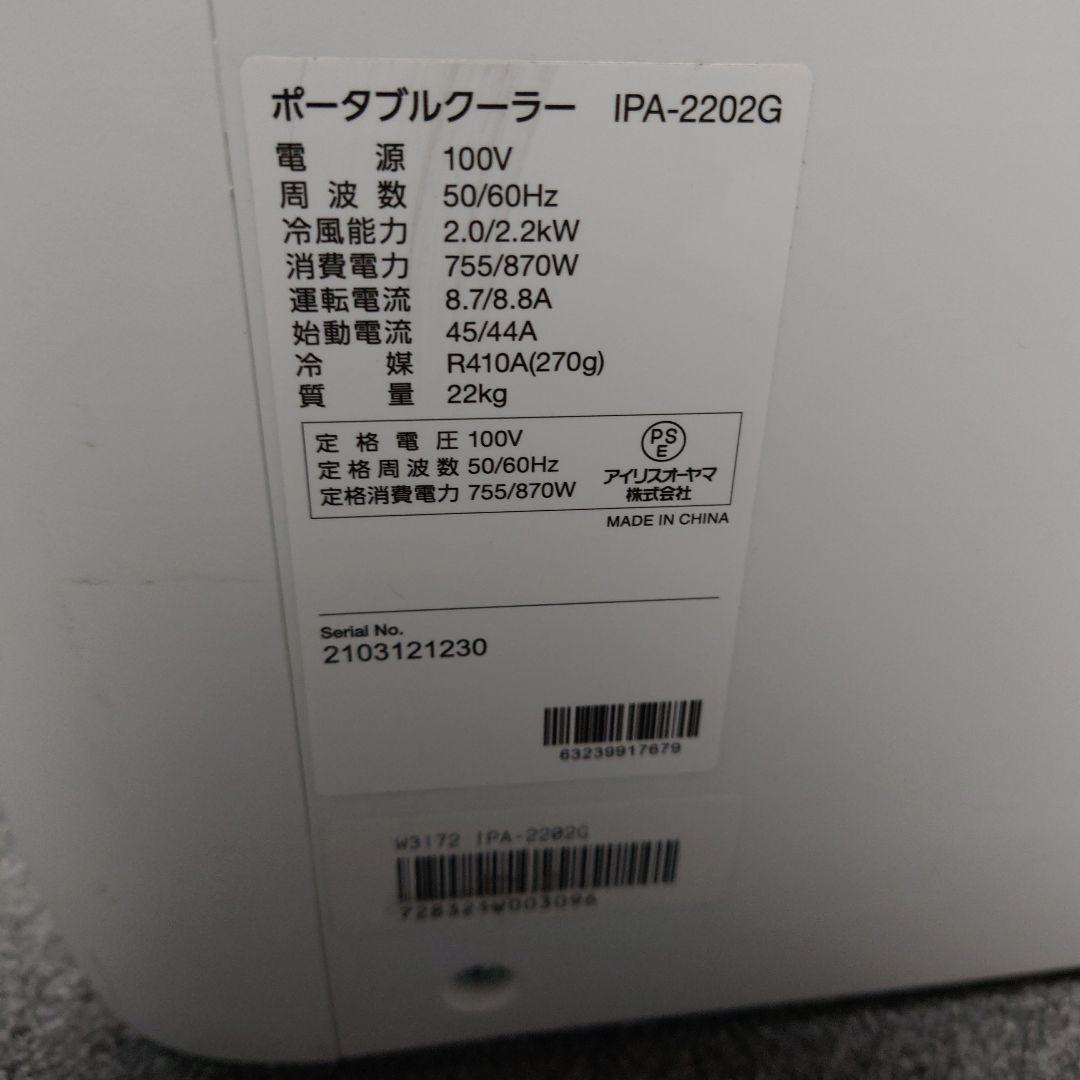 ポータブルクーラー IPA-2202G
電源 100V
周波数 50/60Hz
冷風能力 2.0/2.2kW
消費電力 755/870W
運転電流 8.7/8.8A
始動電流 45/44A
冷媒 R410A(270g)
質量 22kg
定格電圧 100V
定格周波数 50/60Hz
定格消費電力 755/870W
PS
E
アイリスオーヤマ
株式会社
MADE IN CHINA
Serial No.
2103121230
63239917679
W3172 IPA-2202G
728321W003096